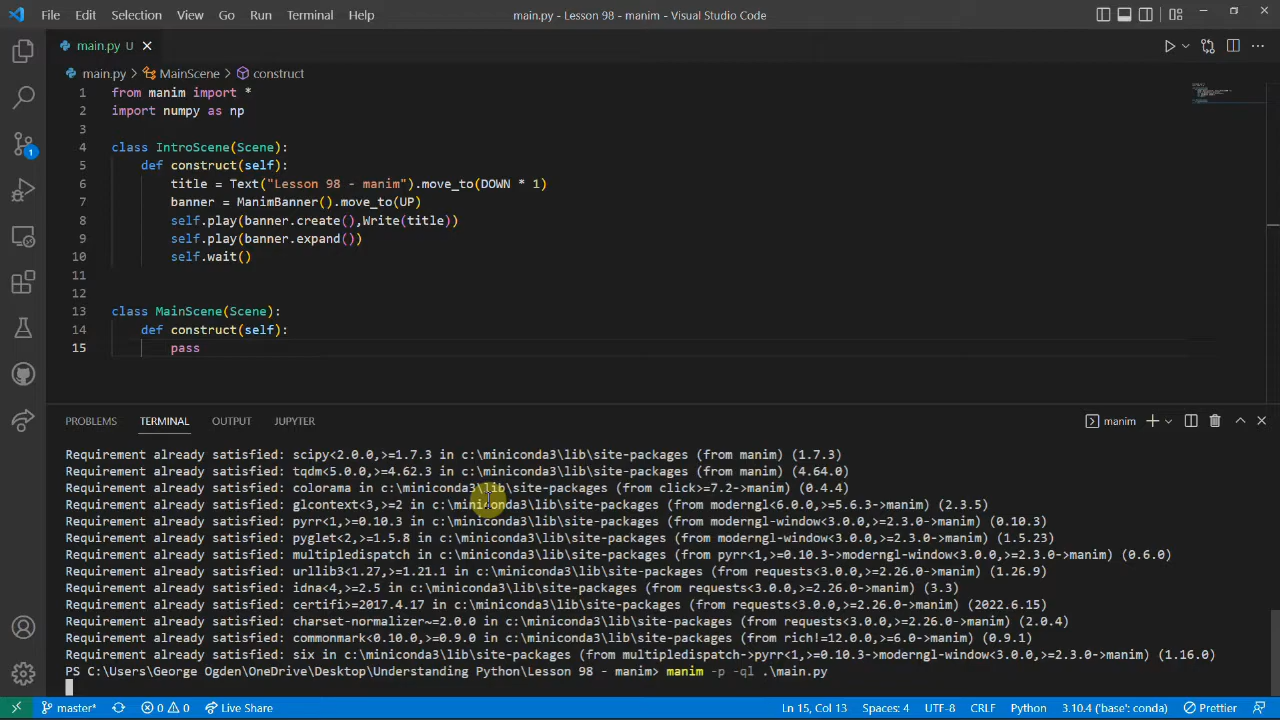 File Edit Selection View Go Run Terminal Help
main.py - Lesson 98 - manim - Visual Studio Code
main.py U
main.py > MainScene > construct
1 from manim import *
2 import numpy as np
3
4 class IntroScene(Scene):
5 def construct(self):
6 title = Text("Lesson 98 - manim").move_to(DOWN * 1)
7 banner = ManimBanner().move_to(UP)
8 self.play(banner.create(),Write(title))
9 self.play(banner.expand())
10 self.wait()
11
12
13 class MainScene(Scene):
14 def construct(self):
15 pass
1
PROBLEMS TERMINAL OUTPUT JUPYTER
manim
Requirement already satisfied: scipy<2.0.0,>=1.7.3 in c:\miniconda3\lib\site-packages (from manim) (1.7.3)
Requirement already satisfied: tqdm<5.0.0,>=4.62.3 in c:\miniconda3\lib\site-packages (from manim) (4.64.0)
Requirement already satisfied: colorama in c:\miniconda3\lib\site-packages (from click>=7.2->manim) (0.4.4)
Requirement already satisfied: glcontext<3,>=2 in c:\miniconda3\lib\site-packages (from moderngl<6.0.0,>=5.6.3->manim) (2.3.5)
Requirement already satisfied: pyrr<1,>=0.10.3 in c:\miniconda3\lib\site-packages (from moderngl-window<3.0.0,>=2.3.0->manim) (0.10.3)
Requirement already satisfied: pyglet<2,>=1.5.8 in c:\miniconda3\lib\site-packages (from moderngl-window<3.0.0,>=2.3.0->manim) (1.5.23)
Requirement already satisfied: multipledispatch in c:\miniconda3\lib\site-packages (from pyrr<1,>=0.10.3->moderngl-window<3.0.0,>=2.3.0->manim) (0.6.0)
Requirement already satisfied: urllib3<1.27,>=1.21.1 in c:\miniconda3\lib\site-packages (from requests<3.0.0,>=2.26.0->manim) (1.26.9)
Requirement already satisfied: idna<4,>=2.5 in c:\miniconda3\lib\site-packages (from requests<3.0.0,>=2.26.0->manim) (3.3)
Requirement already satisfied: certifi>=2017.4.17 in c:\miniconda3\lib\site-packages (from requests<3.0.0,>=2.26.0->manim) (2022.6.15)
Requirement already satisfied: charset-normalizer~=2.0.0 in c:\miniconda3\lib\site-packages (from requests<3.0.0,>=2.26.0->manim) (2.0.4)
Requirement already satisfied: commonmark<0.10.0,>=0.9.0 in c:\miniconda3\lib\site-packages (from rich!=12.0.0,>=6.0->manim) (0.9.1)
Requirement already satisfied: six in c:\miniconda3\lib\site-packages (from multipledispatch->pyrr<1,>=0.10.3->moderngl-window<3.0.0,>=2.3.0->manim) (1.16.0)
PS C:\Users\George Ogden\OneDrive\Desktop\Understanding Python\Lesson 98 - manim> manim -p -ql .\main.py
master* 0 0 Live Share Ln 15, Col 13 Spaces: 4 UTF-8 CRLF Python 3.10.4 ('base': conda) Prettier